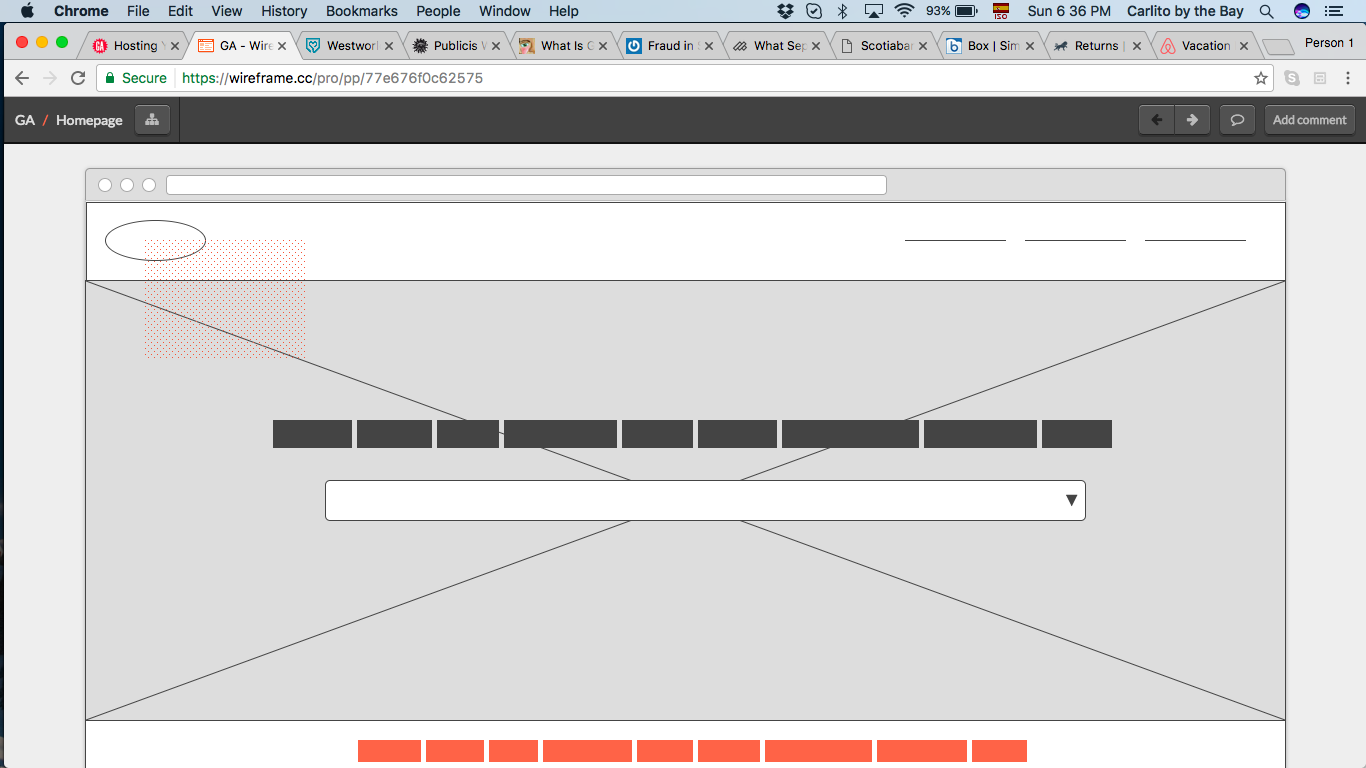 Chrome File Edit View History Bookmarks People Window Help 93% ISO Sun 6 36 PM Carlito by the Bay
Hosting GA - Wire Westworl Publicis What Is Fraud in What Sep Scotiabar Box | Sim Returns | Vacation Person 1
Secure https://wireframe.cc/pro/pp/77e676f0c62575
GA / Homepage Add comment